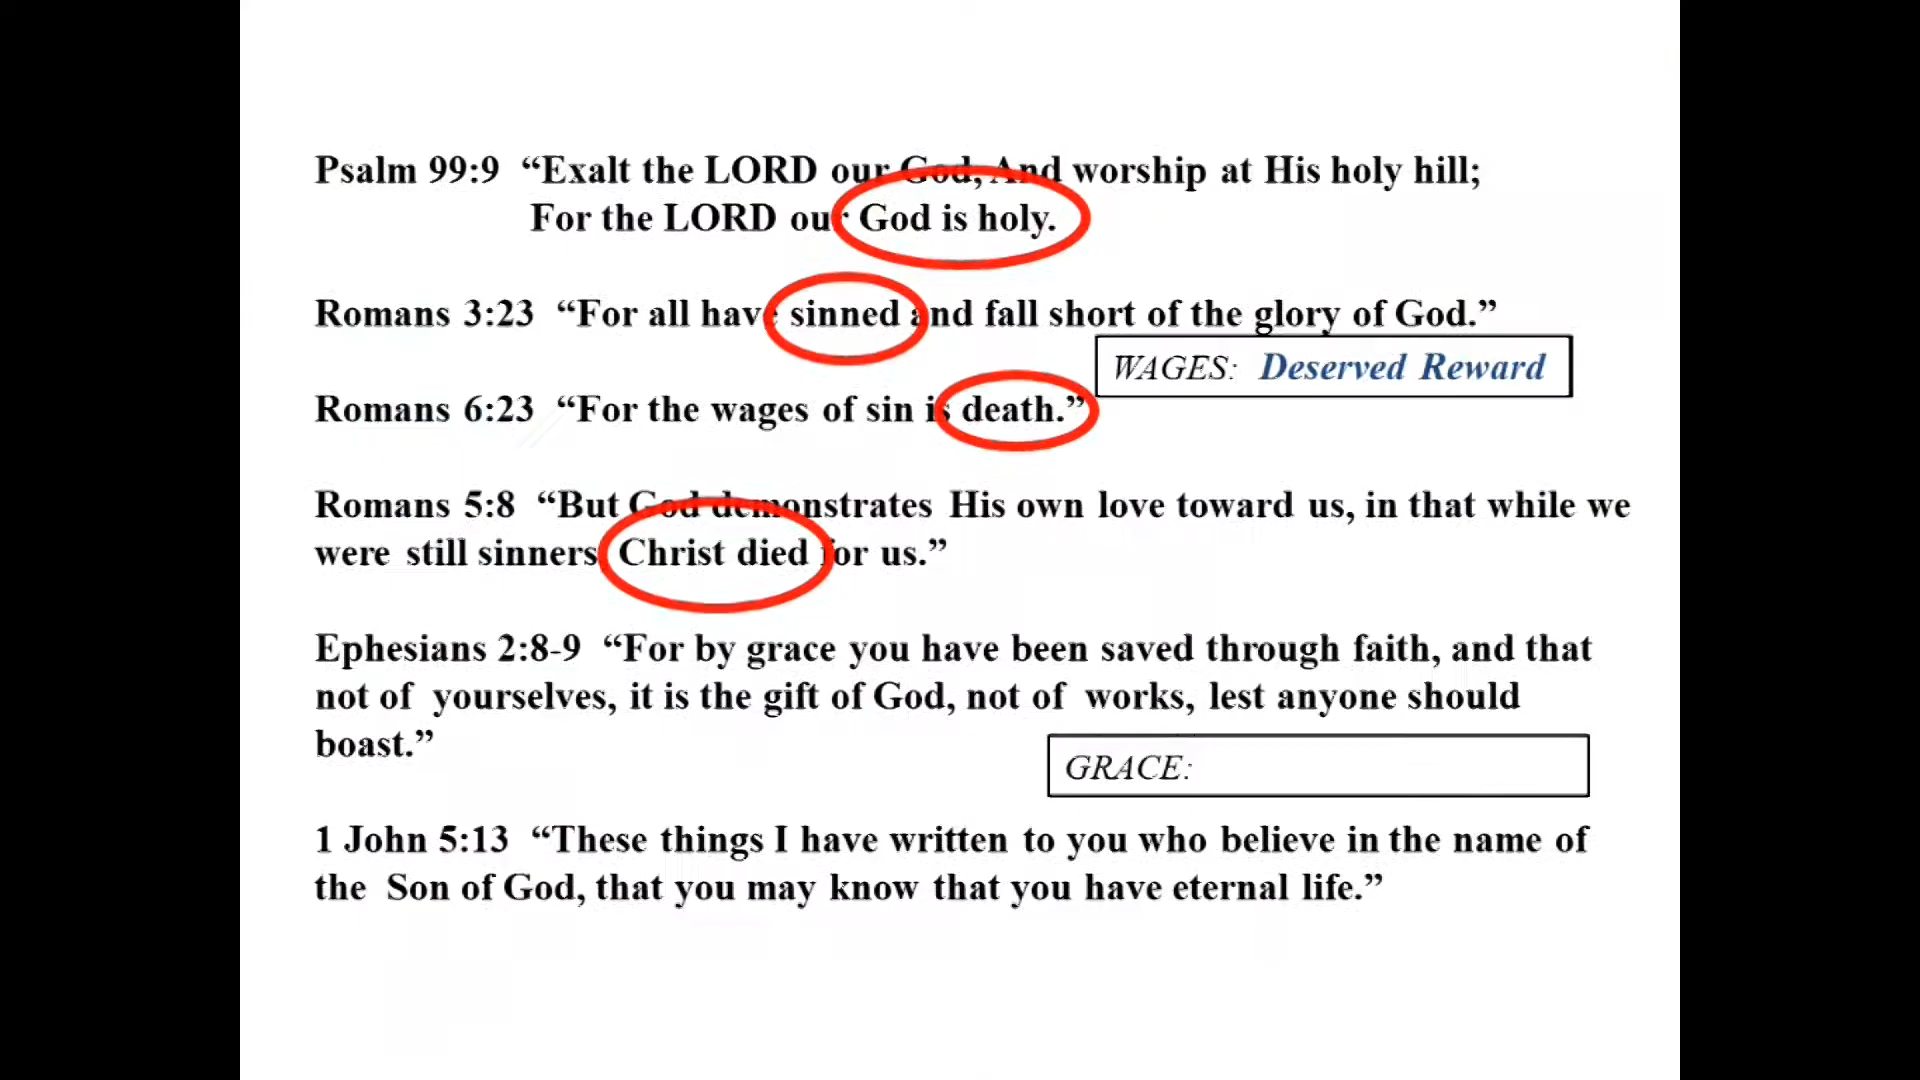 Psalm 99:9 “Exalt the LORD our God, And worship at His holy hill;
For the LORD our God is holy.
Romans 3:23 “For all have sinned and fall short of the glory of God.”
WAGES: Deserved Reward
Romans 6:23 “For the wages of sin is death.”
Romans 5:8 “But God demonstrates His own love toward us, in that while we
were still sinners Christ died for us.”
Ephesians 2:8-9 “For by grace you have been saved through faith, and that
not of yourselves, it is the gift of God, not of works, lest anyone should
boast.”
GRACE:
1 John 5:13 “These things I have written to you who believe in the name of
the Son of God, that you may know that you have eternal life.”